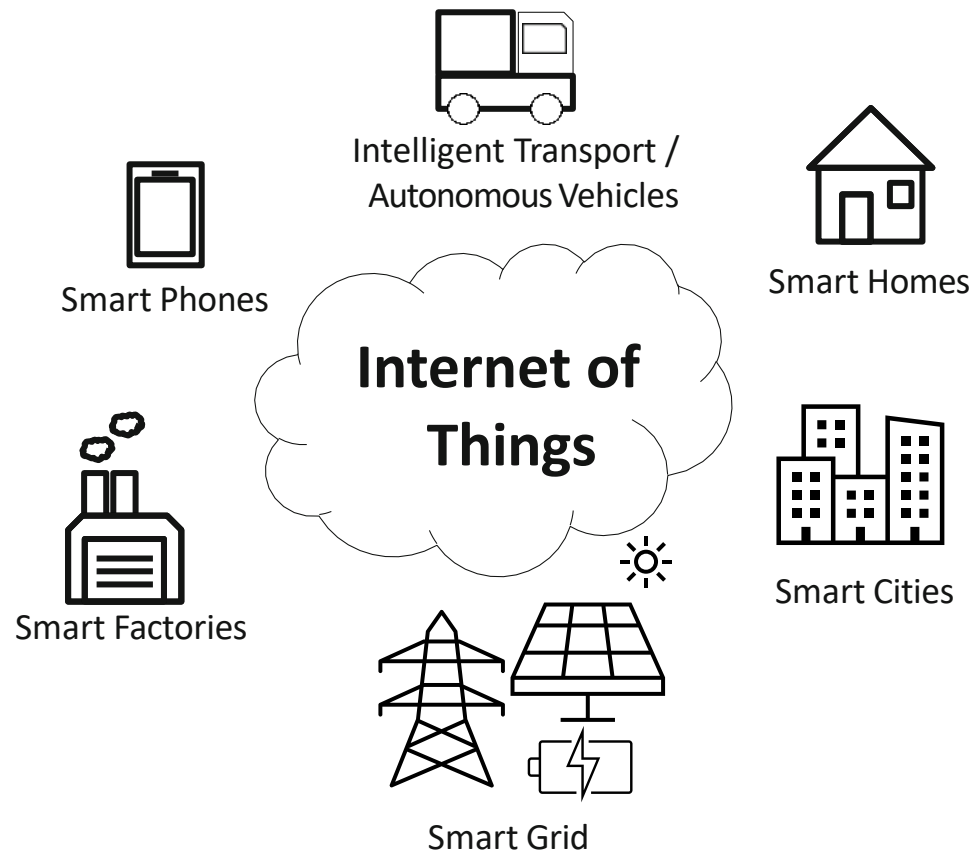 Intelligent Transport /
Autonomous Vehicles
Smart Phones
Smart Homes
Internet of
Things
Smart Factories
Smart Cities
Smart Grid